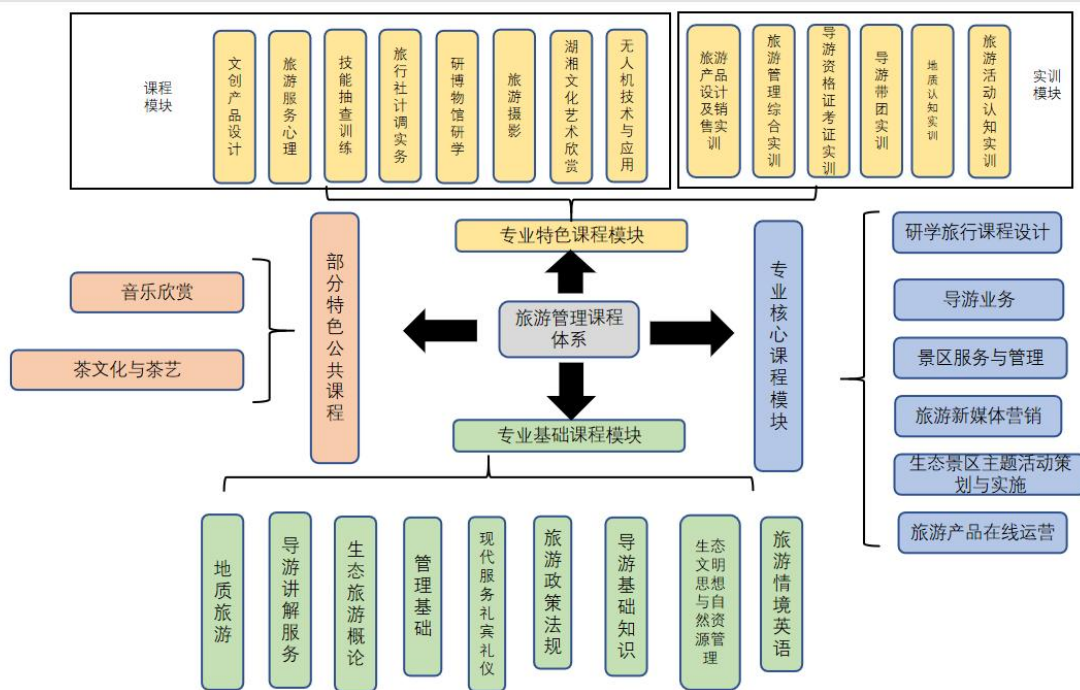 课程
模块
文创产品设计
旅游服务心理
技能抽查训练
旅行社计调实务
研博物馆研学
旅游摄影
湖湘文化艺术欣赏
无人机技术与应用
旅游产品设计及销售实训
旅游管理综合实训
导游资格证考证实训
导游带团实训
地质认知实训
旅游活动认知实训
实训
模块
专业特色课程模块
部分特色公共课程
音乐欣赏
茶文化与茶艺
旅游管理课程
体系
专业核心课程模块
研学旅行课程设计
导游业务
景区服务与管理
旅游新媒体营销
生态景区主题活动策
划与实施
旅游产品在线运营
专业基础课程模块
地质旅游
导游讲解服务
生态旅游概论
管理基础
现代服务礼宾礼仪
旅游政策法规
导游基础知识
生态文明思想与自然资源管理
旅游情境英语